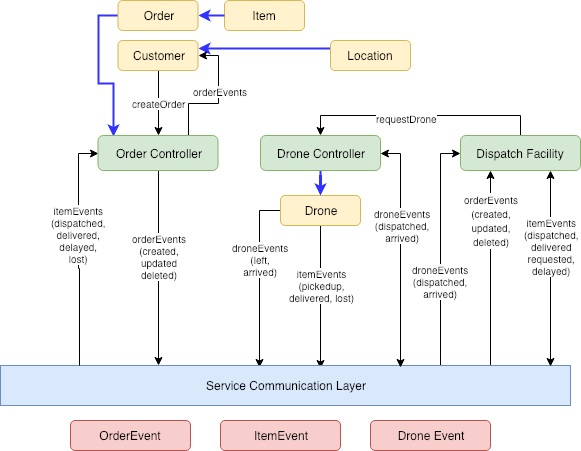 Order
Item
Customer
Location
createOrder
orderEvents
requestDrone
Order Controller
Drone Controller
Dispatch Facility
Drone
itemEvents
(dispatched,
delivered,
delayed,
lost)
orderEvents
(created,
updated
deleted)
droneEvents
(left,
arrived)
itemEvents
(pickedup,
delivered, lost)
droneEvents
(dispatched,
arrived)
droneEvents
(dispatched,
arrived)
orderEvents
(created,
updated,
deleted)
itemEvents
(dispatched,
delivered
requested,
delayed)
Service Communication Layer
OrderEvent
ItemEvent
Drone Event